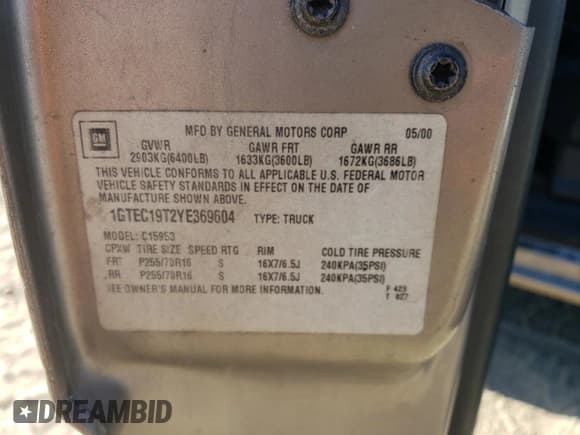 GM
MFD BY GENERAL MOTORS CORP 05/00
GVWR GAWR FRT GAWR RR
2903KG(6400LB) 1633KG(3600LB) 1672KG(3686LB)
THIS VEHICLE CONFORMS TO ALL APPLICABLE U.S. FEDERAL MOTOR
VEHICLE SAFETY STANDARDS IN EFFECT ON THE DATE OF
MANUFACTURE SHOWN ABOVE.
1GTEC19T2YE369604 TYPE: TRUCK
MODEL: C15953
GPXW TIRE SIZE SPEED RTG RIM COLD TIRE PRESSURE
FRT P255/70R16 S 16X7/6.5J 240KPA(35PSI)
RR P255/70R16 S 16X7/6.5J 240KPA(35PSI)
SEE OWNER'S MANUAL FOR MORE INFORMATION.
F 423
T 827
DREAMBID